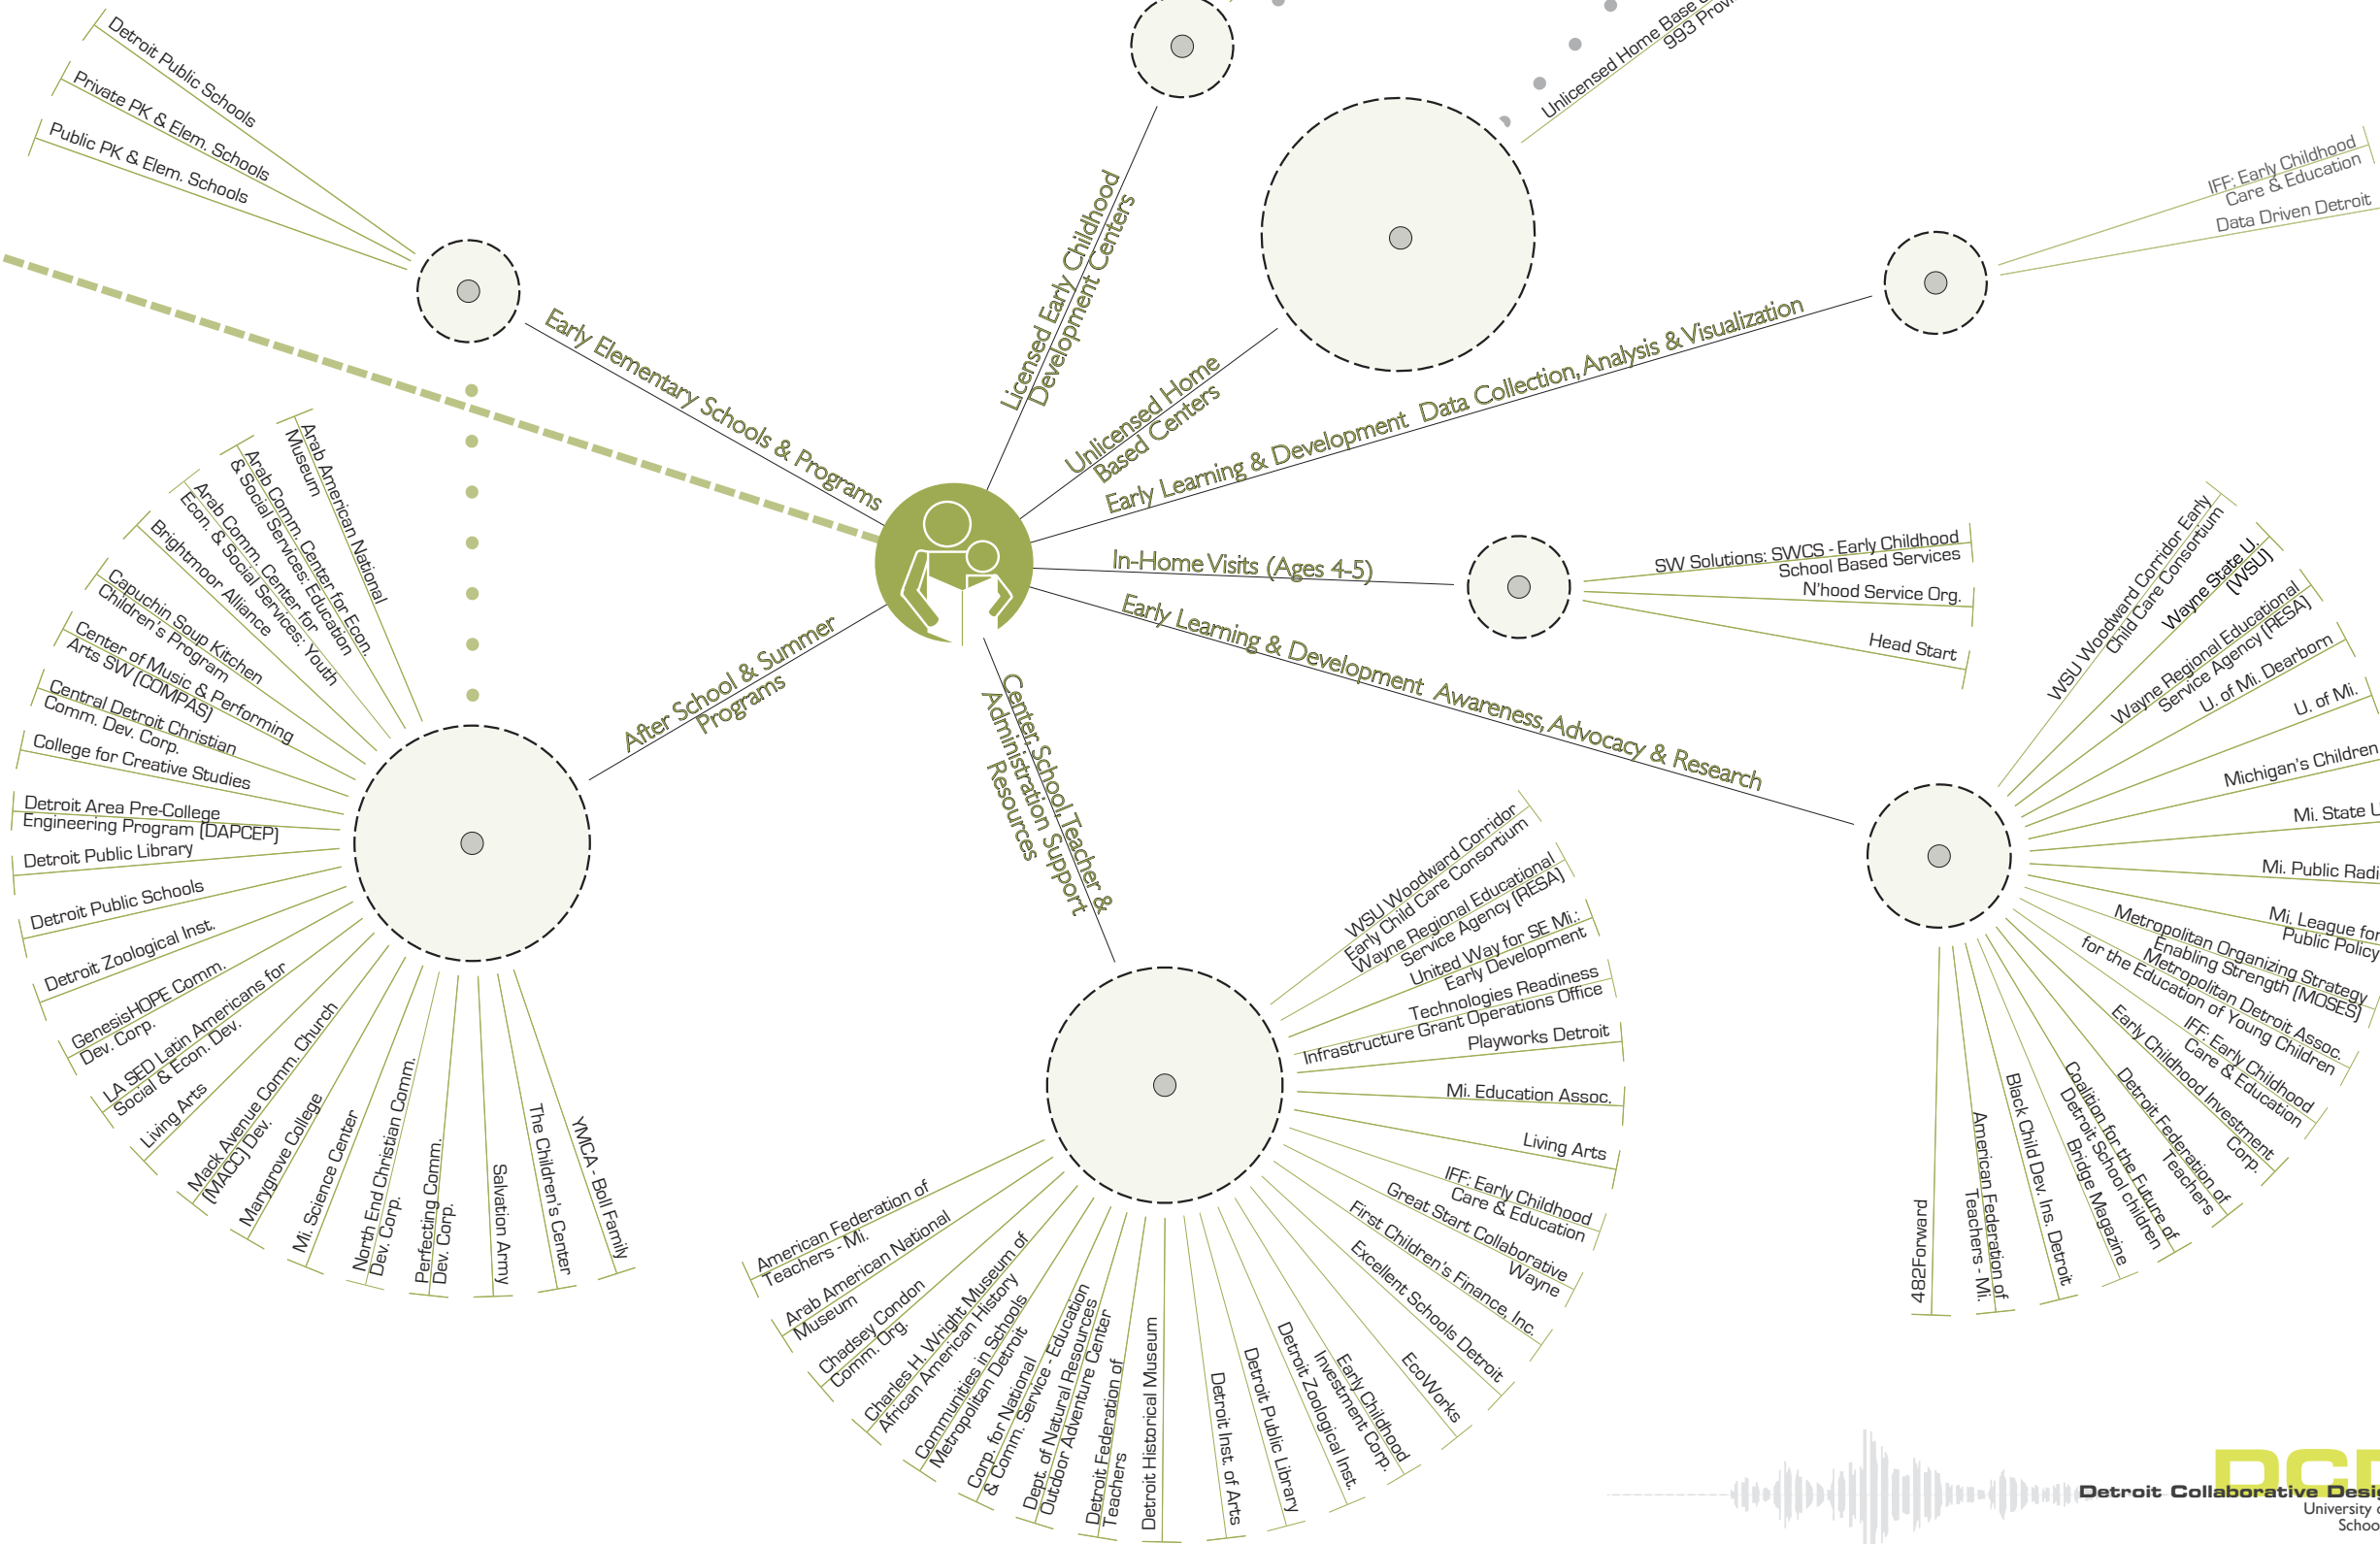 Detroit Public Schools
Private PK & Elem. Schools
Public PK & Elem. Schools
Early Elementary Schools & Programs
Licensed Early Childhood
Development Centers
Unlicensed Home
Based Centers
Unlicensed Home Base
993
Early Learning & Development Data Collection, Analysis & Visualization
IFF: Early Childhood
Care & Education
Data Driven Detroit
In-Home Visits (Ages 4-5)
SW Solutions: SWCS - Early Childhood
School Based Services
N'hood Service Org.
Head Start
Early Learning & Development Awareness, Advocacy & Research
WSU Woodward Corridor Early
Child Care Consortium
Wayne State U.
(WSU)
Wayne Regional Educational
Service Agency (RESA)
U. of Mi. Dearborn
U. of Mi.
Michigan's Children
Mi. State U
Mi. Public Radi
Mi. League for
Public Policy
Metropolitan Organizing Strategy
Enabling Strength (MOSES)
Metropolitan Detroit Assoc.
for the Education of Young Children
IFF: Early Childhood
Care & Education
Early Childhood Investment
Corp.
Detroit Federation of
Teachers
Coalition for the Future of
Detroit School children
Bridge Magazine
Black Child Dev. Ins. Detroit
American Federation of
Teachers - Mi.
482Forward
Center, School, Teacher &
Administration Support
Resources
WSU Woodward Corridor
Early Child Care Consortium
Wayne Regional Educational
Service Agency (RESA)
United Way for SE Mi.:
Early Development
Technologies Readiness
Infrastructure Grant Operations Office
Playworks Detroit
Mi. Education Assoc.
Living Arts
IFF: Early Childhood
Care & Education
Great Start Collaborative
Wayne
First Children's Finance, Inc.
Excellent Schools Detroit
EcoWorks
Early Childhood
Investment Corp.
Detroit Zoological Inst.
Detroit Public Library
Detroit Inst. of Arts
Detroit Historical Museum
Detroit Federation of
Teachers
Dept. of Natural Resources
Outdoor Adventure Center
Corp. for National
& Comm. Service - Education
Communities in Schools
Metropolitan Detroit
Charles H. Wright Museum of
African American History
Chadsey Condon
Comm. Org.
Arab American National
Museum
American Federation of
Teachers - Mi.
After School & Summer
Programs
Arab American National
Museum
Arab Comm. Center for Econ.
& Social Services: Education
Arab Comm. Center for
Econ. & Social Services: Youth
Brightmoor Alliance
Capuchin Soup Kitchen
Children's Program
Center of Music & Performing
Arts SW (COMPAS)
Central Detroit Christian
Comm. Dev. Corp.
College for Creative Studies
Detroit Area Pre-College
Engineering Program (DAPCEP)
Detroit Public Library
Detroit Public Schools
Detroit Zoological Inst.
GenesisHOPE Comm.
Dev. Corp.
LA SED Latin Americans for
Social & Econ. Dev.
Living Arts
Mack Avenue Comm. Church
(MACC) Dev.
Marygrove College
Mi. Science Center
North End Christian Comm.
Dev. Corp.
Perfecting Comm.
Dev. Corp.
Salvation Army
The Children's Center
YMCA - Boll Family
DC
Detroit Collaborative Desi
University
Schoo